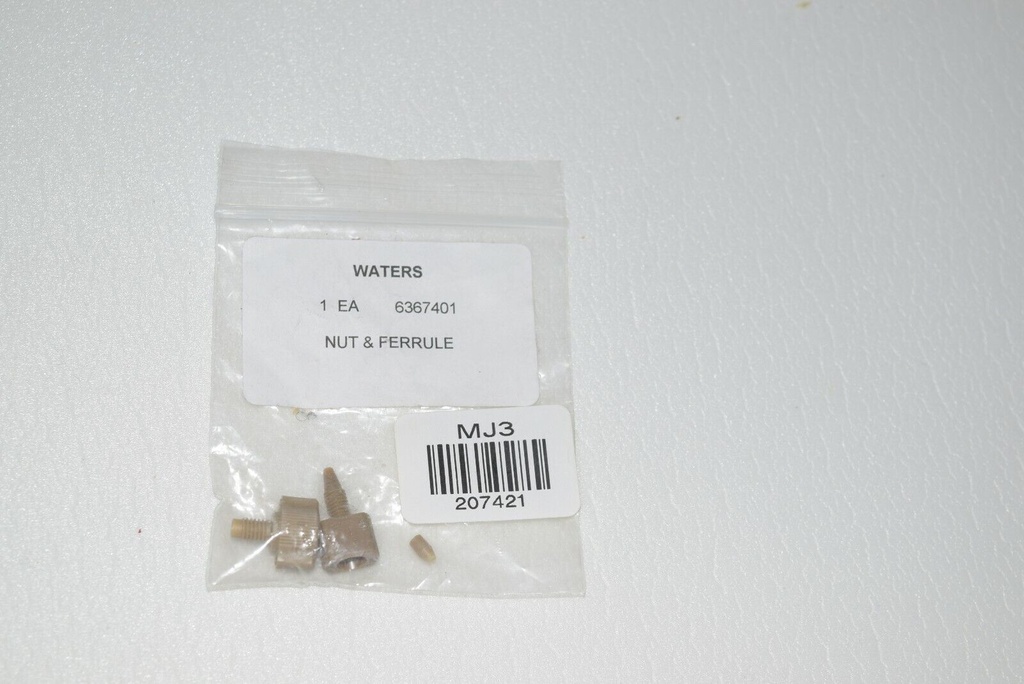 WATERS
1 EA 6367401
NUT & FERRULE
MJ3
207421